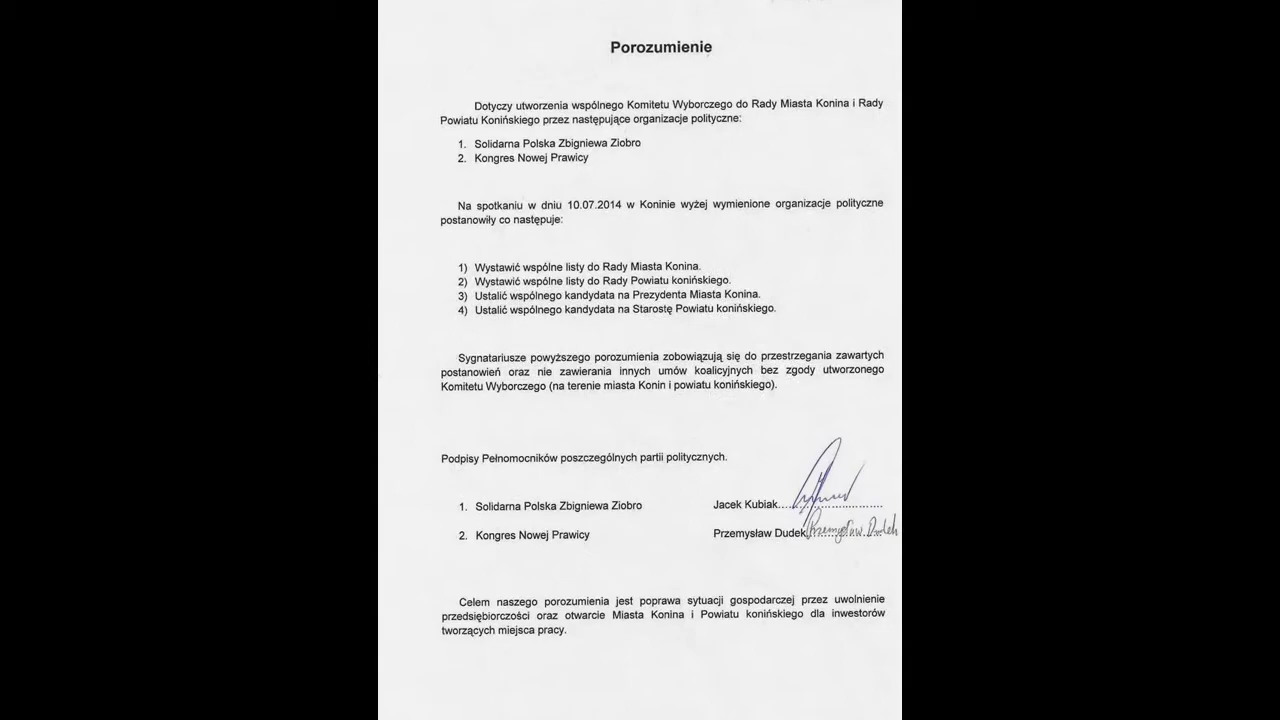 Porozumienie
Dotyczy utworzenia wspólnego Komitetu Wyborczego do Rady Miasta Konina i Rady
Powiatu Konińskiego przez następujące organizacje polityczne:
1. Solidarna Polska Zbigniewa Ziobro
2. Kongres Nowej Prawicy
Na spotkaniu w dniu 10.07.2014 w Koninie wyżej wymienione organizacje polityczne
postanowiły co następuje:
1) Wystawić wspólne listy do Rady Miasta Konina.
2) Wystawić wspólne listy do Rady Powiatu konińskiego.
3) Ustalić wspólnego kandydata na Prezydenta Miasta Konina.
4) Ustalić wspólnego kandydata na Starostę Powiatu konińskiego.
Sygnatariusze powyższego porozumienia zobowiązują się do przestrzegania zawartych
postanowień oraz nie zawierania innych umów koalicyjnych bez zgody utworzonego
Komitetu Wyborczego (na terenie miasta Konin i powiatu konińskiego).
Podpisy Pełnomocników poszczególnych partii politycznych.
1. Solidarna Polska Zbigniewa Ziobro Jacek Kubiak
2. Kongres Nowej Prawicy Przemysław Dudek Przemysław Dudek
Celem naszego porozumienia jest poprawa sytuacji gospodarczej przez uwolnienie
przedsiębiorczości oraz otwarcie Miasta Konina i Powiatu konińskiego dla inwestorów
tworzących miejsca pracy.